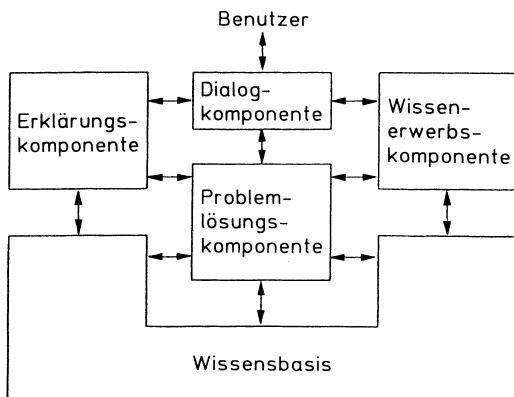 Benutzer
Erklärungs-
komponente
Dialog-
komponente
Wissen-
erwerbs-
komponente
Problem-
lösungs-
komponente
Wissensbasis